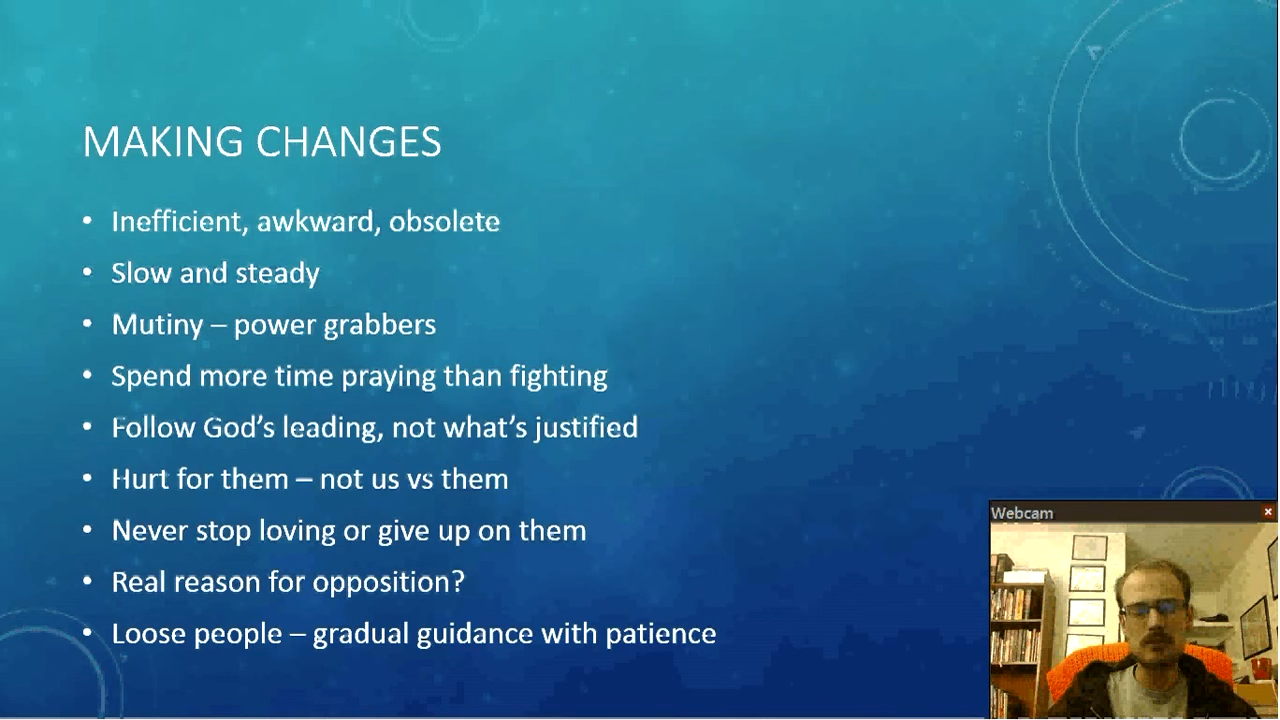 MAKING CHANGES
• Inefficient, awkward, obsolete
• Slow and steady
• Mutiny – power grabbers
• Spend more time praying than fighting
• Follow God’s leading, not what’s justified
• Hurt for them – not us vs them
• Never stop loving or give up on them
• Real reason for opposition?
• Loose people – gradual guidance with patience
Webcam